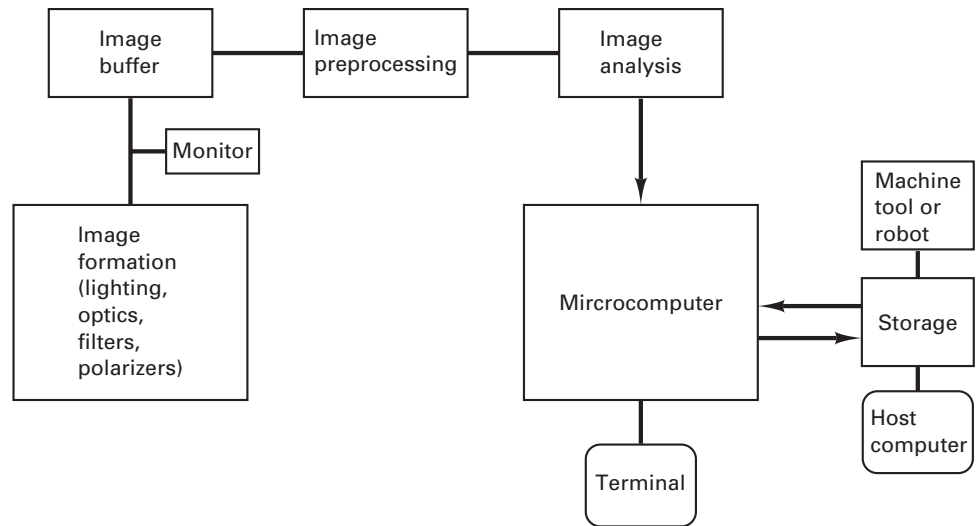 Image
buffer
Image
preprocessing
Image
analysis
Monitor
Image
formation
(lighting,
optics,
filters,
polarizers)
Mircrocomputer
Machine
tool or
robot
Storage
Host
computer
Terminal